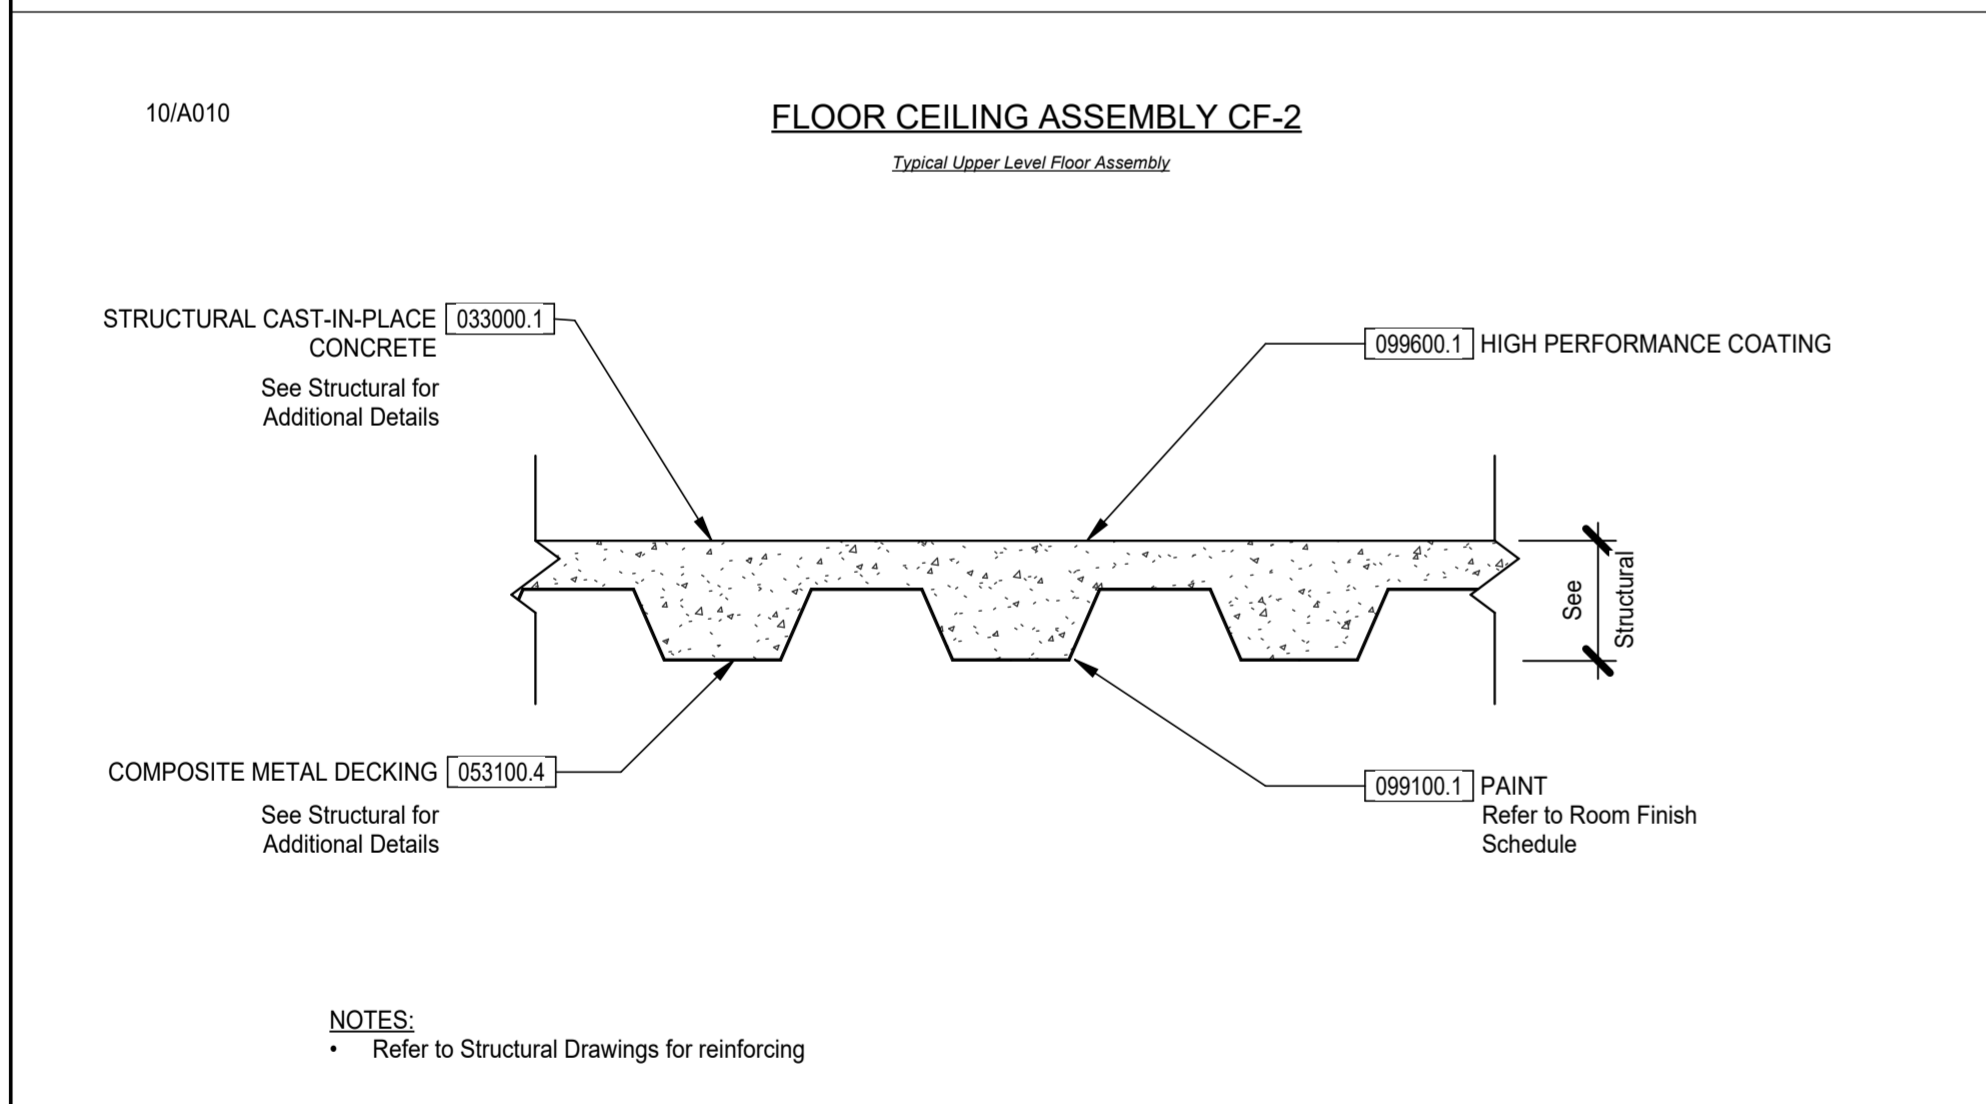 10/A010
FLOOR CEILING ASSEMBLY CF-2
Typical Upper Level Floor Assembly
STRUCTURAL CAST-IN-PLACE 033000.1
CONCRETE
See Structural for
Additional Details
099600.1 HIGH PERFORMANCE COATING
See
Structural
COMPOSITE METAL DECKING 053100.4
See Structural for
Additional Details
099100.1 PAINT
Refer to Room Finish
Schedule
NOTES:
• Refer to Structural Drawings for reinforcing